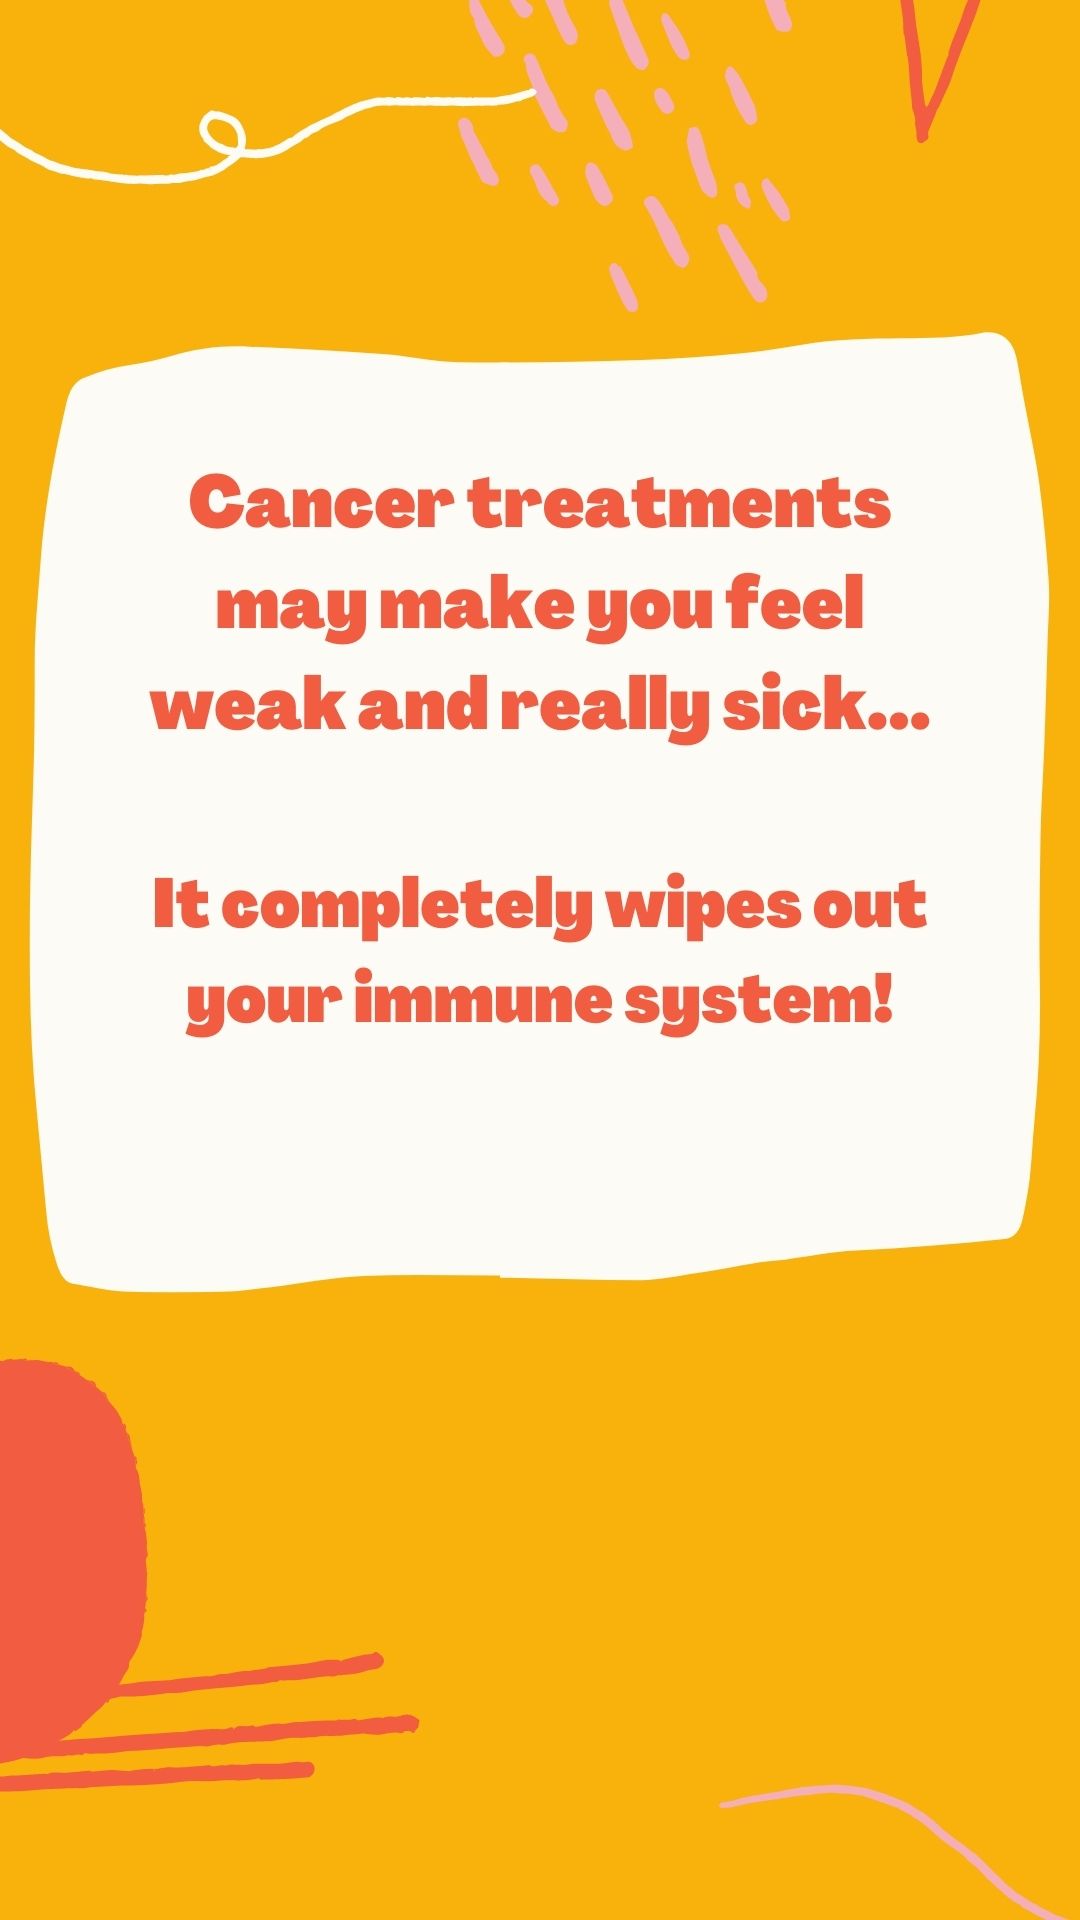 Cancer treatments
may make you feel
weak and really sick...
It completely wipes out
your immune system!